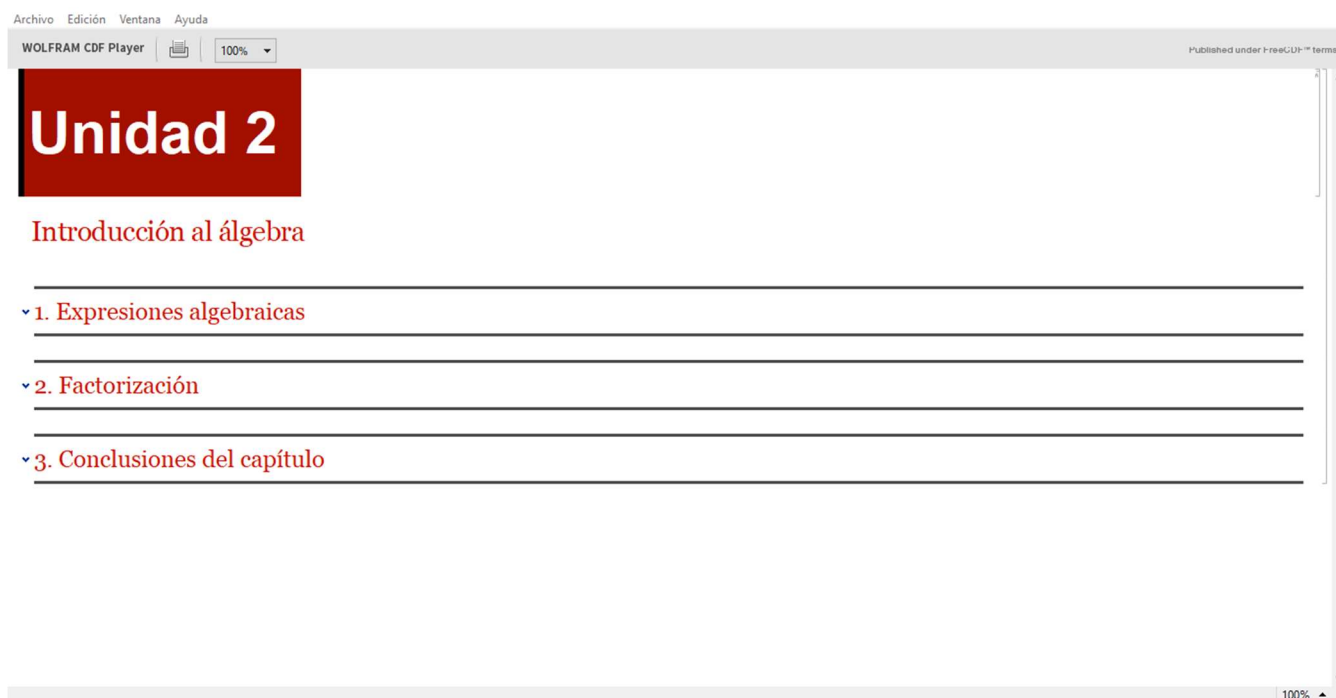 Archivo Edición Ventana Ayuda
WOLFRAM CDF Player 100% Published under FreeCDF™ terms
Unidad 2
Introducción al álgebra
1. Expresiones algebraicas
2. Factorización
3. Conclusiones del capítulo
100%